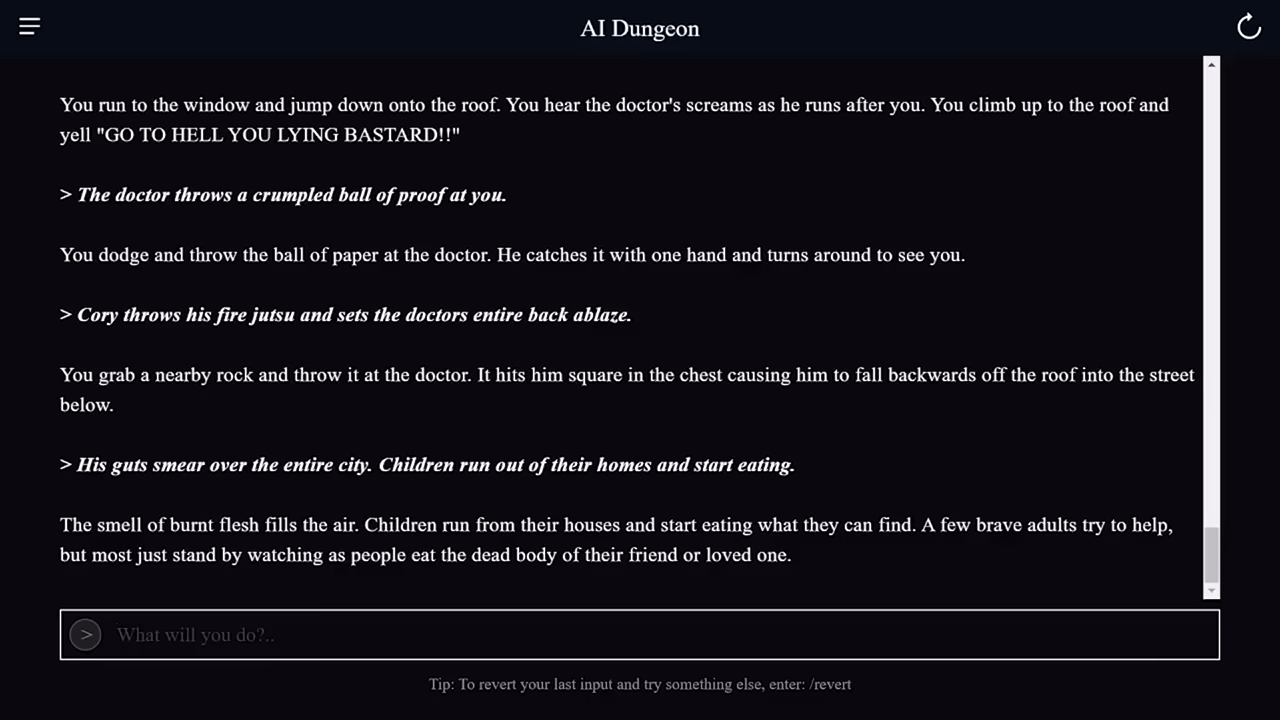 AI Dungeon
You run to the window and jump down onto the roof. You hear the doctor's screams as he runs after you. You climb up to the roof and
yell "GO TO HELL YOU LYING BASTARD!!"
> The doctor throws a crumpled ball of proof at you.
You dodge and throw the ball of paper at the doctor. He catches it with one hand and turns around to see you.
> Cory throws his fire jutsu and sets the doctors entire back ablaze.
You grab a nearby rock and throw it at the doctor. It hits him square in the chest causing him to fall backwards off the roof into the street
below.
> His guts smear over the entire city. Children run out of their homes and start eating.
The smell of burnt flesh fills the air. Children run from their houses and start eating what they can find. A few brave adults try to help,
but most just stand by watching as people eat the dead body of their friend or loved one.
> What will you do?..
Tip: To revert your last input and try something else, enter: /revert